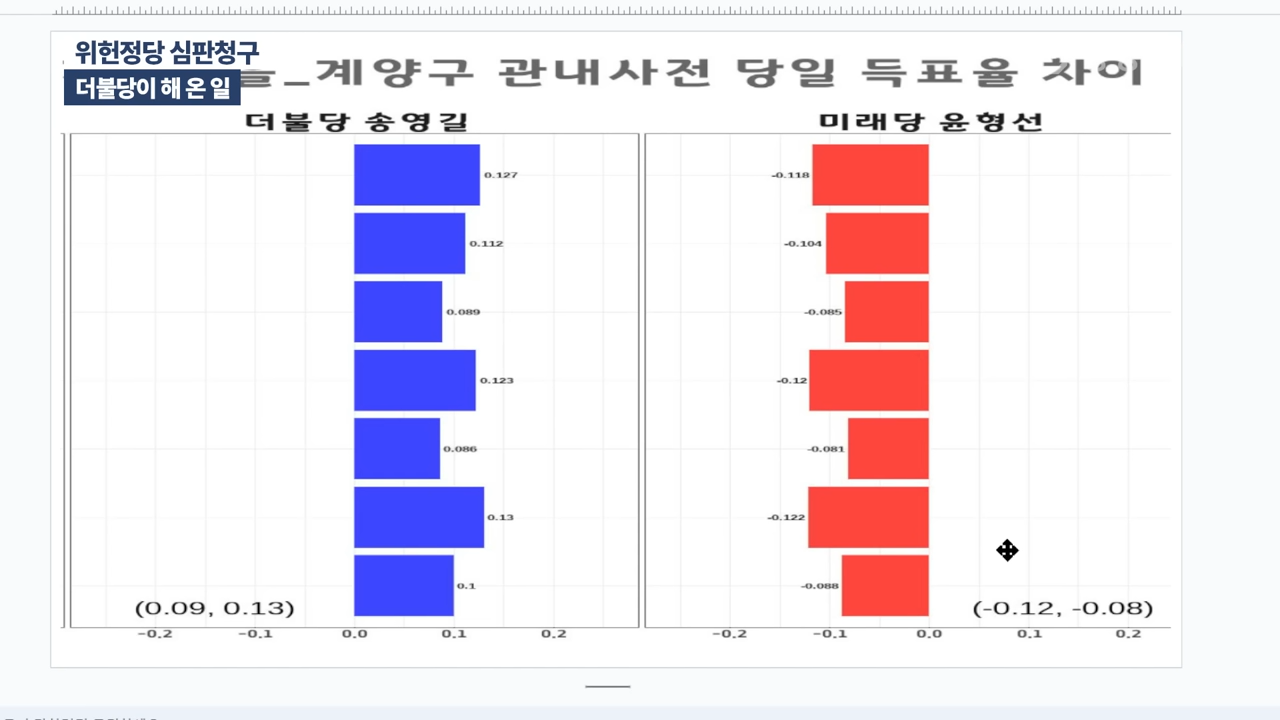 위헌정당 심판청구
더불당이 해 온 일
_계양구 관내사전 당일 득표율 차이
더불당 송영길
미래당 윤형선
0.127
0.112
0.089
0.123
0.086
0.13
0.1
(0.09, 0.13)
-0.2 -0.1 0.0 0.1 0.2
-0.118
-0.104
-0.085
-0.12
-0.081
-0.122
-0.088
(-0.12, -0.08)
-0.2 -0.1 0.0 0.1 0.2